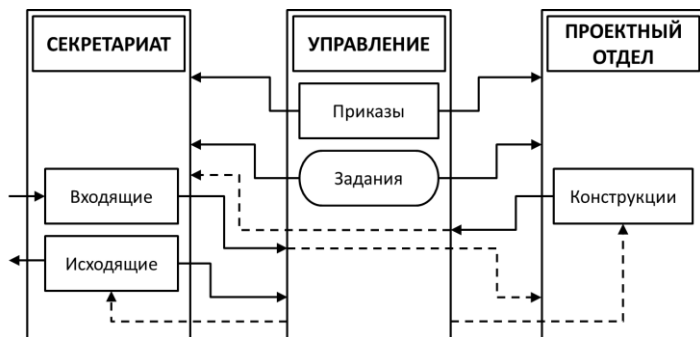 СЕКРЕТАРИАТ
УПРАВЛЕНИЕ
ПРОЕКТНЫЙ
ОТДЕЛ
Приказы
Задания
Входящие
Конструкции
Исходящие